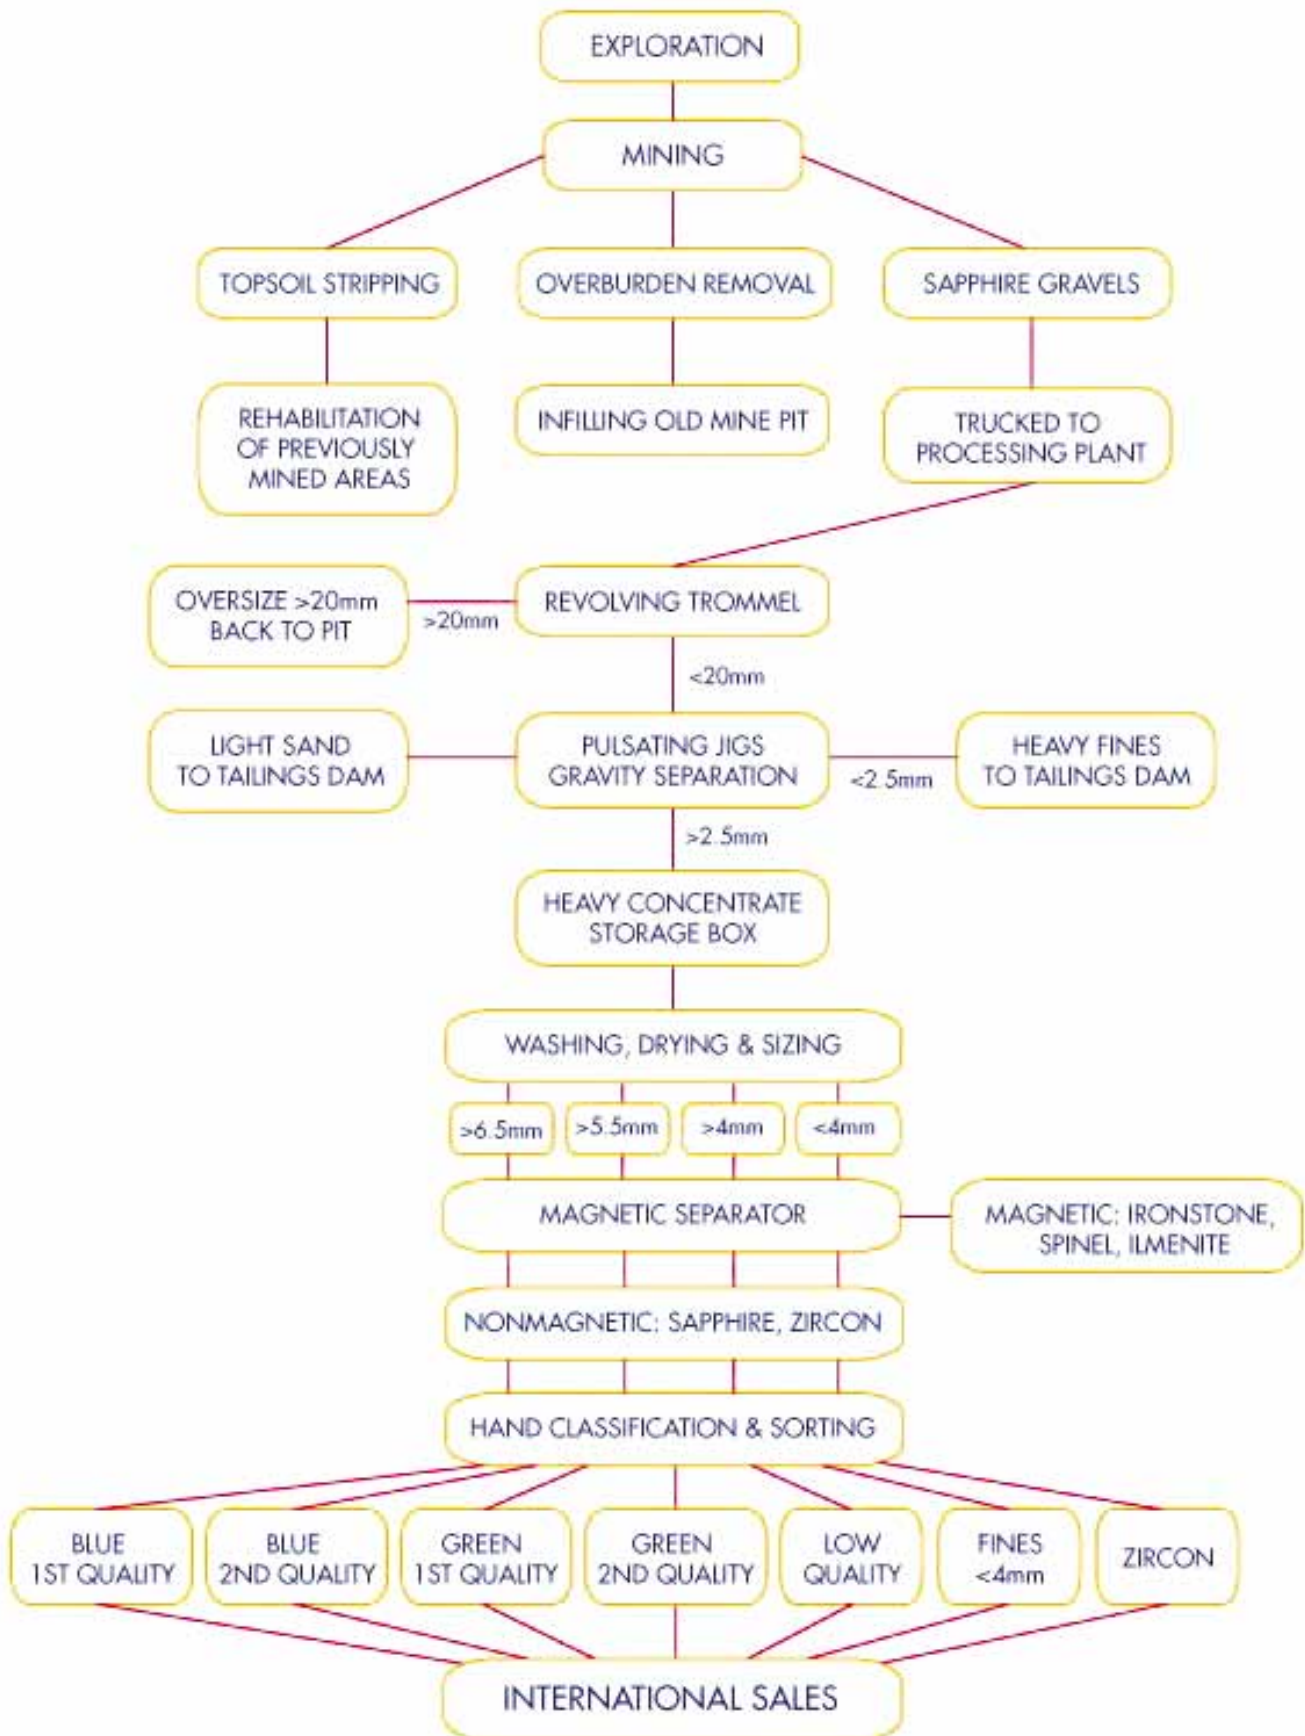 EXPLORATION
MINING
TOPSOIL STRIPPING
OVERBURDEN REMOVAL
SAPPHIRE GRAVELS
REHABILITATION
OF PREVIOUSLY
MINED AREAS
INFILLING OLD MINE PIT
TRUCKED TO
PROCESSING PLANT
OVERSIZE >20mm
BACK TO PIT
>20mm
REVOLVING TROMMEL
<20mm
LIGHT SAND
TO TAILINGS DAM
PULSATING JIGS
GRAVITY SEPARATION
<2.5mm
HEAVY FINES
TO TAILINGS DAM
>2.5mm
HEAVY CONCENTRATE
STORAGE BOX
WASHING, DRYING & SIZING
>6.5mm
>5.5mm
>4mm
<4mm
MAGNETIC SEPARATOR
MAGNETIC: IRONSTONE,
SPINEL, ILMENITE
NONMAGNETIC: SAPPHIRE, ZIRCON
HAND CLASSIFICATION & SORTING
BLUE
1ST QUALITY
BLUE
2ND QUALITY
GREEN
1ST QUALITY
GREEN
2ND QUALITY
LOW
QUALITY
FINES
<4mm
ZIRCON
INTERNATIONAL SALES